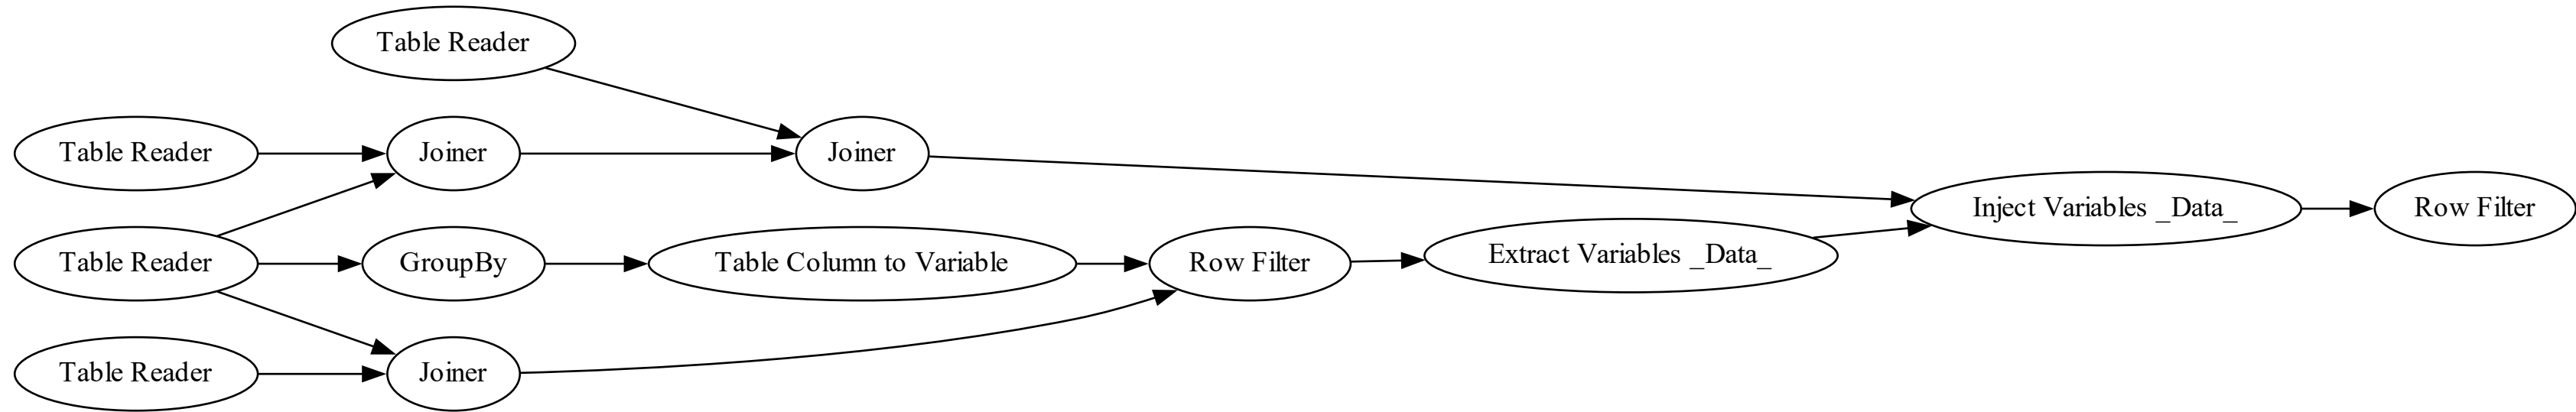 Table Reader
Table Reader
Joiner
Joiner
Table Reader
GroupBy
Table Column to Variable
Row Filter
Extract Variables _Data_
Inject Variables _Data_
Row Filter
Table Reader
Joiner